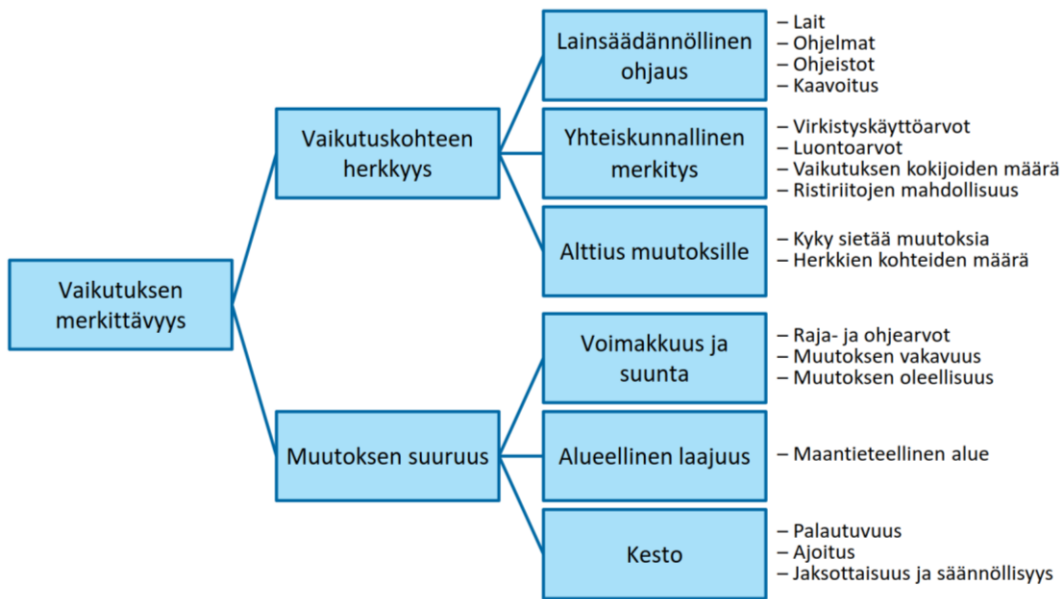 Vaikutuksen
merkittävyys
Vaikutuskohteen
herkkyys
Lainsäädännöllinen
ohjaus
– Lait
– Ohjelmat
– Ohjeistot
– Kaavoitus
Yhteiskunnallinen
merkitys
– Virkistyskäyttöarvot
– Luontoarvot
– Vaikutuksen kokijoiden määrä
– Ristiriitojen mahdollisuus
Alttius muutoksille
– Kyky sietää muutoksia
– Herkkien kohteiden määrä
Muutoksen suuruus
Voimakkuus ja
suunta
– Raja- ja ohjearvot
– Muutoksen vakavuus
– Muutoksen oleellisuus
Alueellinen laajuus
– Maantieteellinen alue
Kesto
– Palautuvuus
– Ajoitus
– Jaksottaisuus ja säännöllisyys